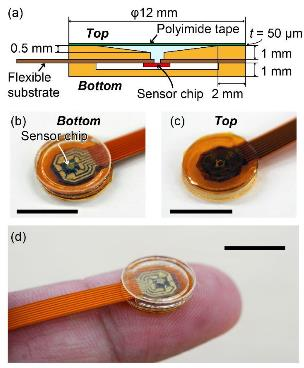 (a)
φ12 mm
Top
Polyimide tape
t = 50 μm
0.5 mm
1 mm
Flexible
substrate
1 mm
Bottom
Sensor chip
2 mm
(b)
Bottom
Sensor chip
(c)
Top
(d)